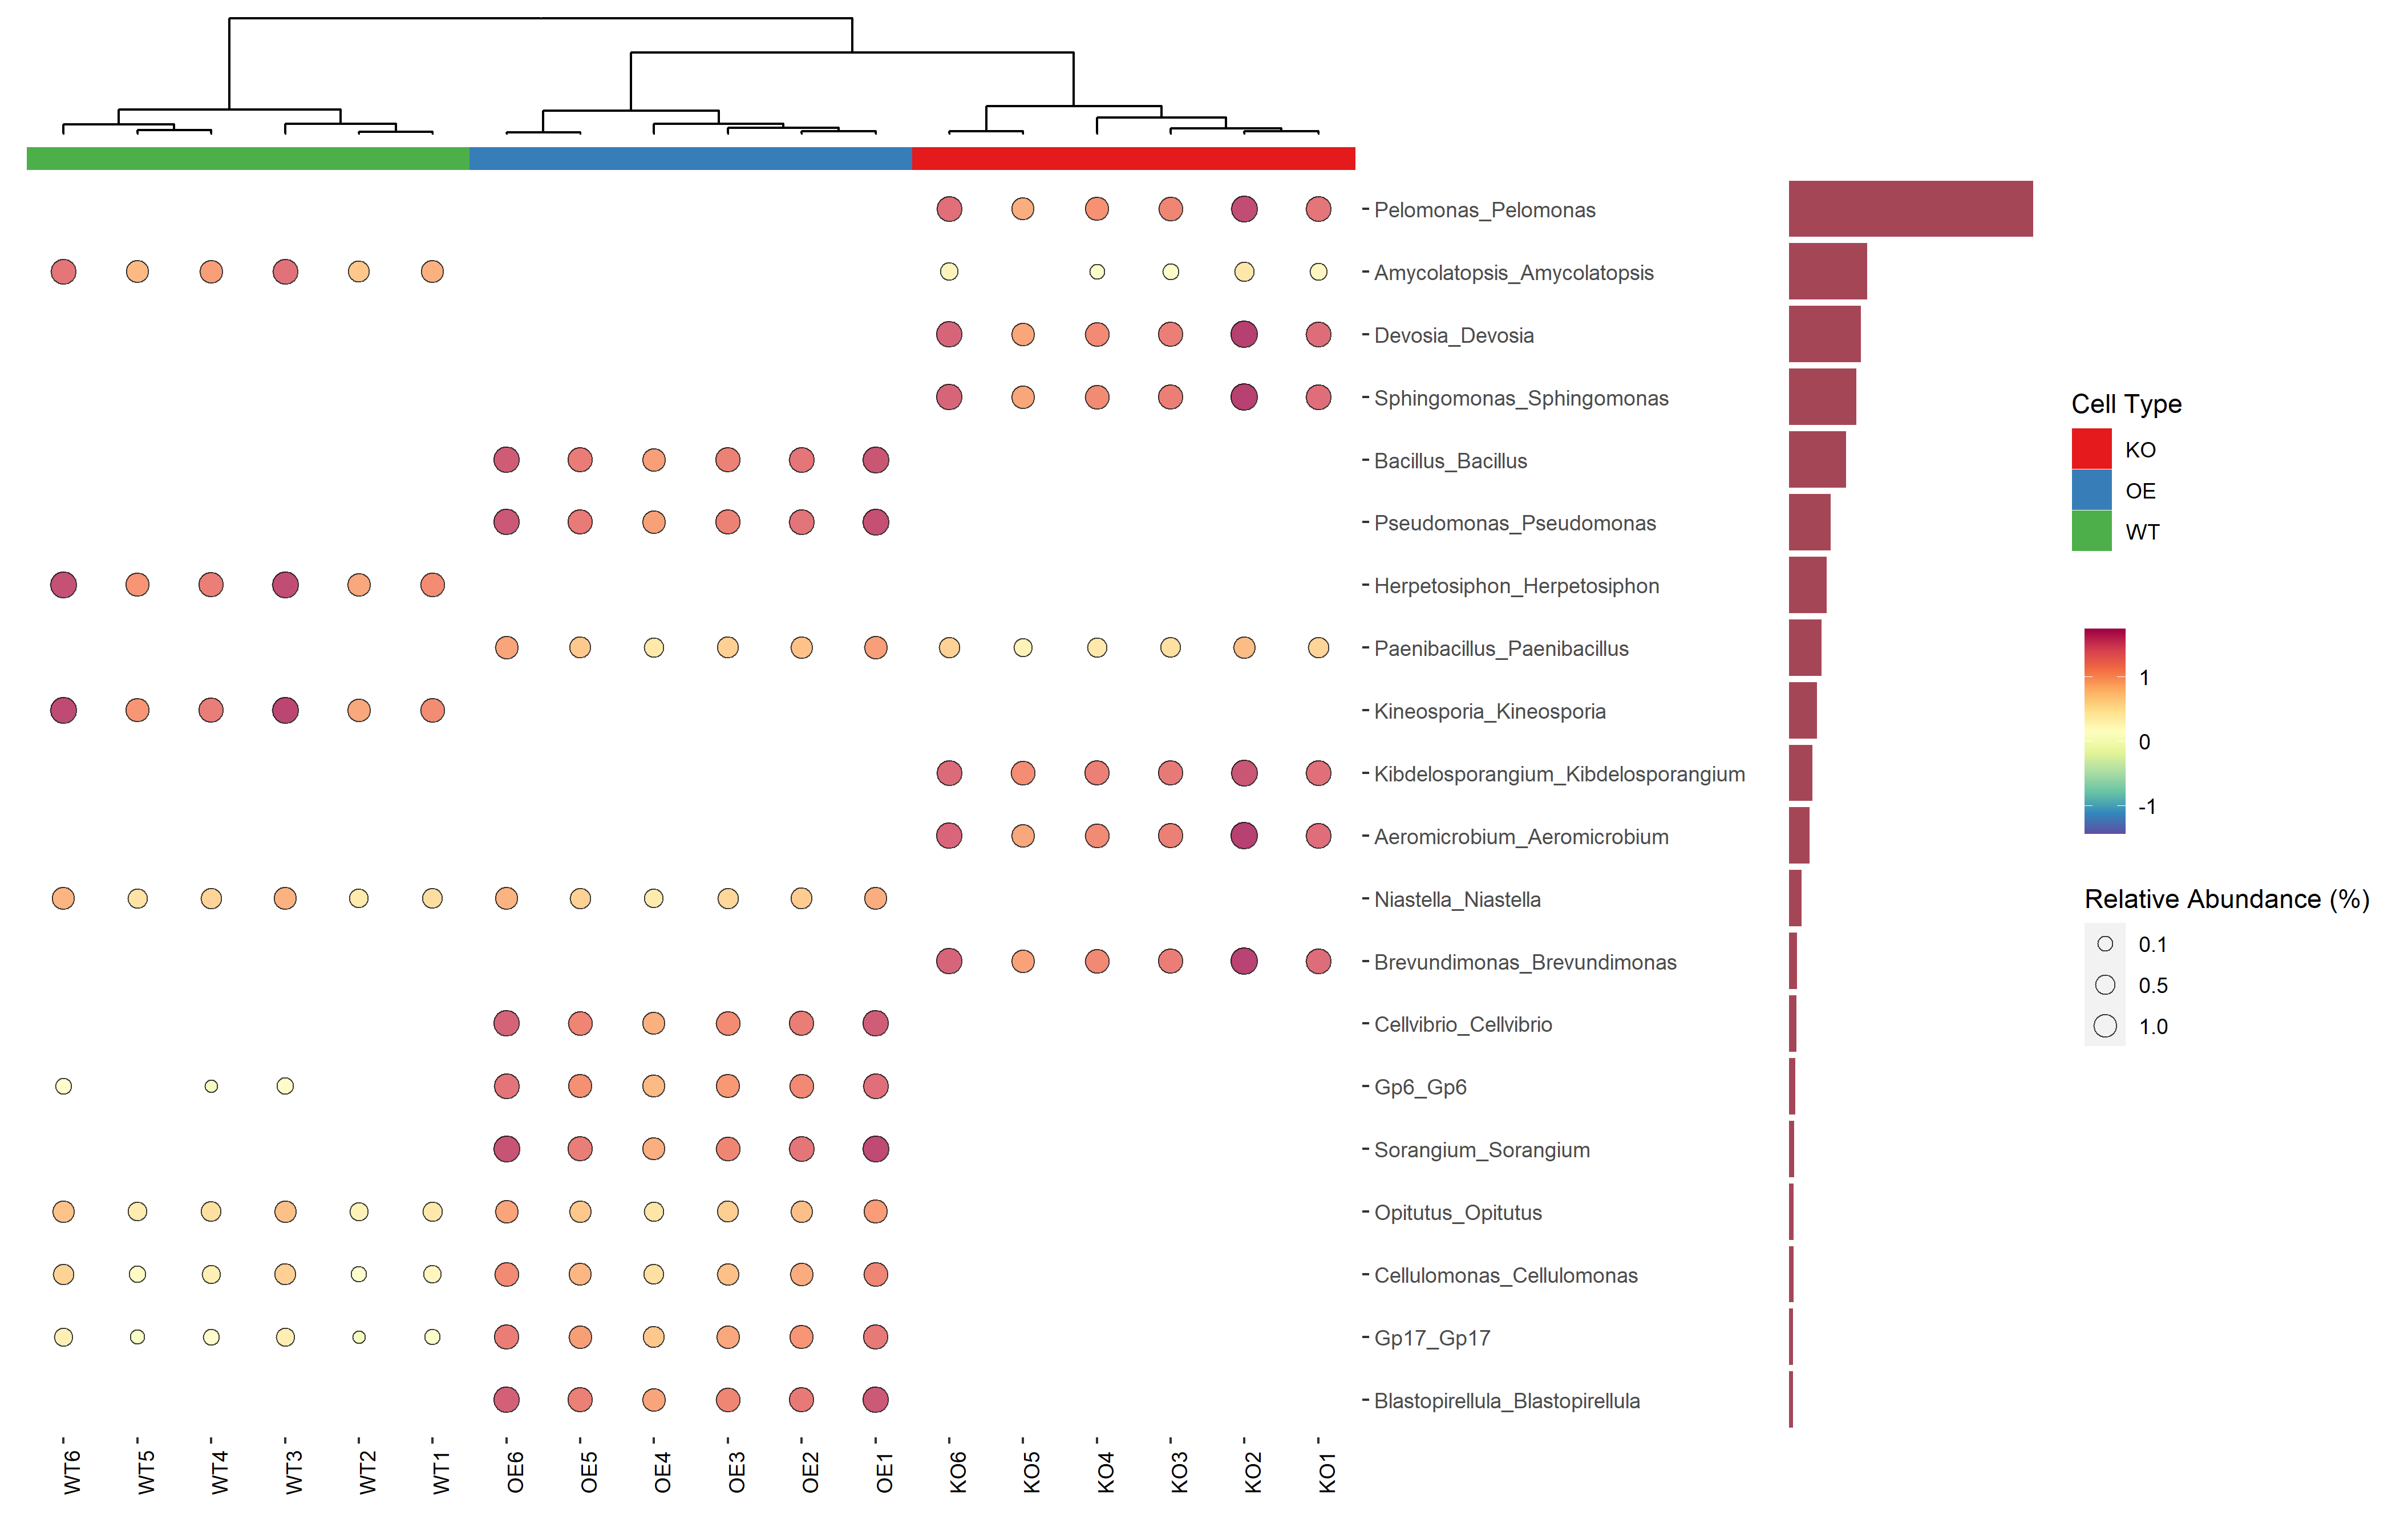 Pelomonas_Pelomonas
Amycolatopsis_Amycolatopsis
Devosia_Devosia
Sphingomonas_Sphingomonas
Bacillus_Bacillus
Pseudomonas_Pseudomonas
Herpetosiphon_Herpetosiphon
Paenibacillus_Paenibacillus
Kineosporia_Kineosporia
Kibdelosporangium_Kibdelosporangium
Aeromicrobium_Aeromicrobium
Niastella_Niastella
Brevundimonas_Brevundimonas
Cellvibrio_Cellvibrio
Gp6_Gp6
Sorangium_Sorangium
Opitutus_Opitutus
Cellulomonas_Cellulomonas
Gp17_Gp17
Blastopirellula_Blastopirellula
WT6
WT5
WT4
WT3
WT2
WT1
OE6
OE5
OE4
OE3
OE2
OE1
KO6
KO5
KO4
KO3
KO2
KO1
Cell Type
KO
OE
WT
1
0
-1
Relative Abundance (%)
0.1
0.5
1.0